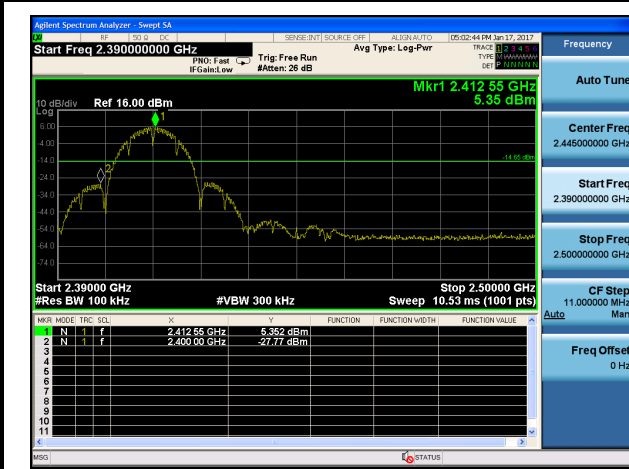 Agilent Spectrum Analyzer - Swept SA
RF 50 Ω DC SENSE:INT SOURCE OFF ALIGN AUTO 05:02:44 PM Jan 17, 2017
Start Freq 2.390000000 GHz
PNO: Fast
IFGain:Low
Trig: Free Run
#Atten: 26 dB
Avg Type: Log-Pwr
TRACE 1 2 3 4 5 6
TYPE M
DET P N N N N N
Mkr1 2.412 55 GHz
5.35 dBm
10 dB/div Ref 16.00 dBm
Log
1
6.00
-4.00
-14.0
-14.65 dBm
2
-24.0
-34.0
-44.0
-54.0
-64.0
-74.0
Start 2.39000 GHz Stop 2.50000 GHz
#Res BW 100 kHz #VBW 300 kHz Sweep 10.53 ms (1001 pts)
MKR MODE TRC SCL X Y FUNCTION FUNCTION WIDTH FUNCTION VALUE
1 N 1 f 2.412 55 GHz 5.352 dBm
2 N 1 f 2.400 00 GHz -27.77 dBm
3
4
5
6
7
8
9
10
11
MSG STATUS
Frequency
Auto Tune
Center Freq
2.445000000 GHz
Start Freq
2.390000000 GHz
Stop Freq
2.500000000 GHz
CF Step
11.000000 MHz
Auto Man
Freq Offset
0 Hz